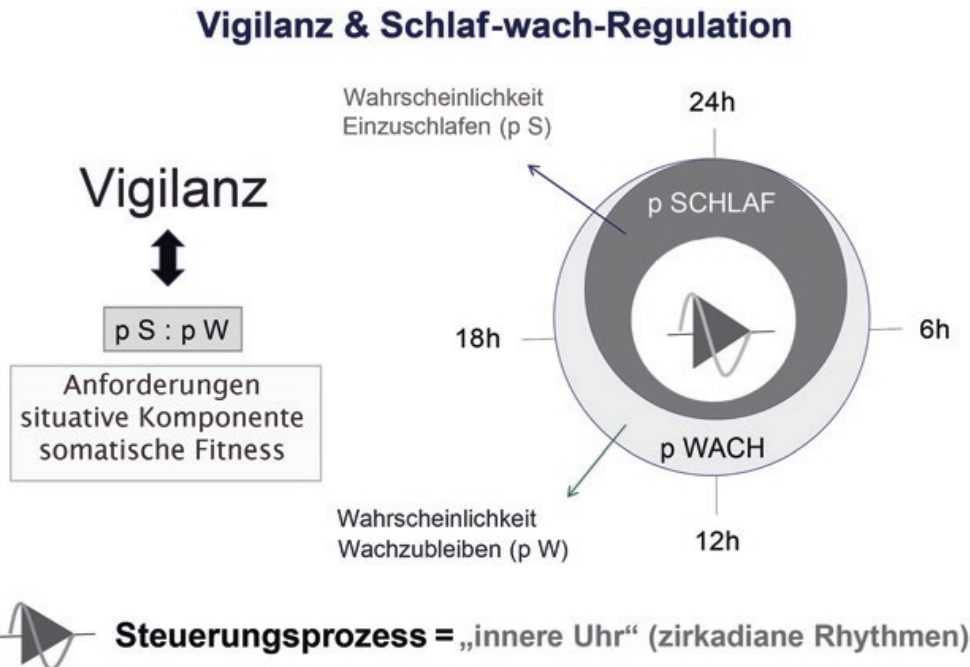 Vigilanz & Schlaf-wach-Regulation
Wahrscheinlichkeit
Einzuschlafen (p S)
24h
Vigilanz
p SCHLAF
p S : p W
18h
6h
Anforderungen
situative Komponente
somatische Fitness
p WACH
Wahrscheinlichkeit
Wachzubleiben (p W)
12h
Steuerungsprozess = „innere Uhr“ (zirkadiane Rhythmen)